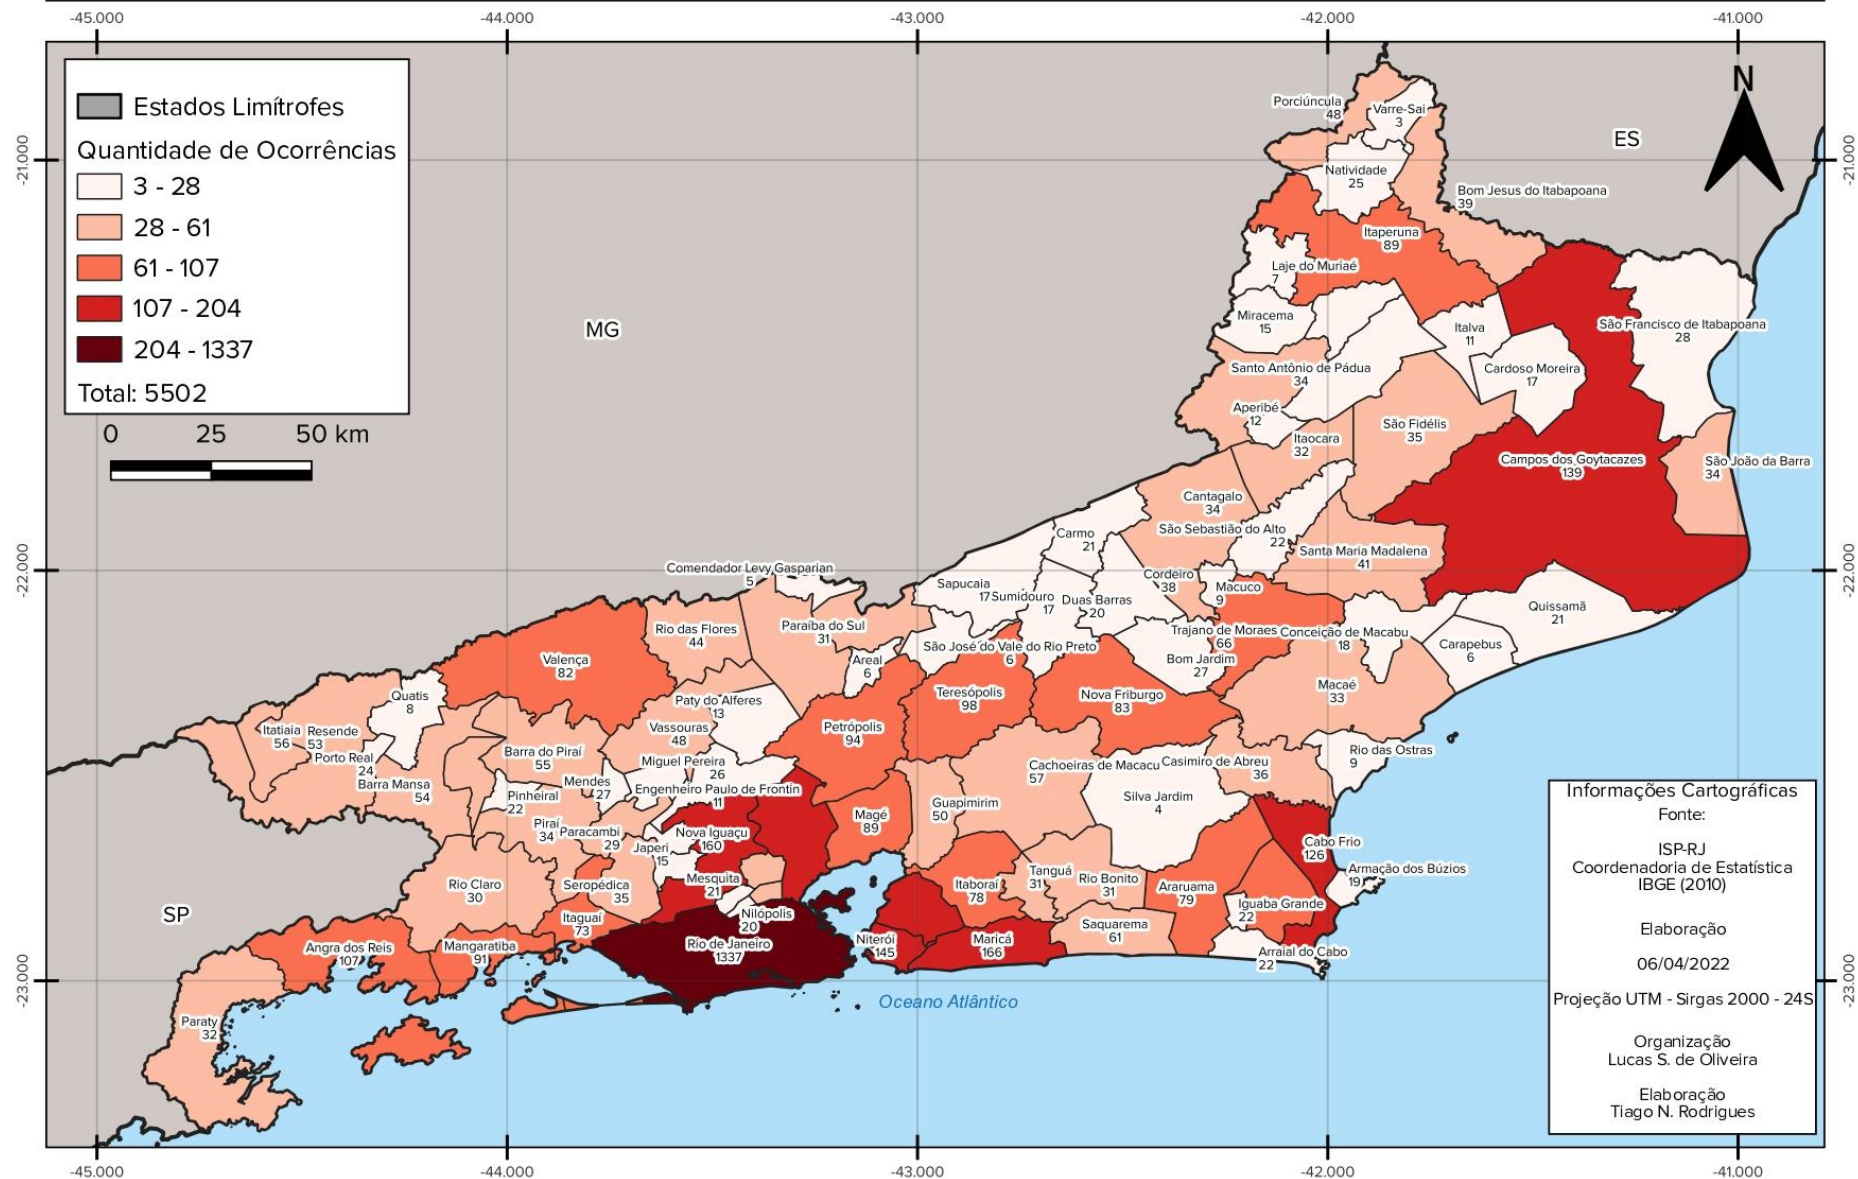 -45.000
-44.000
-43.000
-42.000
-41.000
-21.000
-22.000
-23.000
Estados Limítrofes
Quantidade de Ocorrências
3 - 28
28 - 61
61 - 107
107 - 204
204 - 1337
Total: 5502
0 25 50 km
N
ES
MG
SP
Porciúncula
48
Varre-Sai
3
Natividade
25
Bom Jesus do Itabapoana
39
Itaperuna
89
Laje do Muriaé
7
Miracema
15
Italva
11
São Francisco de Itabapoana
28
Santo Antônio de Pádua
34
Cardoso Moreira
17
Aperibé
12
Itaocara
32
São Fidélis
35
Campos dos Goytacazes
139
São João da Barra
34
Cantagalo
34
São Sebastião do Alto
22
Carmo
21
Santa Maria Madalena
41
Comendador Levy Gasparian
5
Sapucaia
17
Sumidouro
17
Duas Barras
20
Cordeiro
38
Macuco
9
Quissamã
21
Rio das Flores
44
Paraíba do Sul
31
São José do Vale do Rio Preto
6
Trajano de Moraes
66
Conceição de Macabu
18
Carapebus
6
Valença
82
Areal
6
Bom Jardim
27
Quatis
8
Paty do Alferes
13
Teresópolis
98
Nova Friburgo
83
Macaé
33
Itatiaia
56
Resende
53
Vassouras
48
Petrópolis
94
Porto Real
24
Barra do Piraí
55
Miguel Pereira
26
Cachoeiras de Macacu
57
Casimiro de Abreu
36
Rio das Ostras
9
Barra Mansa
54
Pinheiral
22
Mendes
27
Engenheiro Paulo de Frontin
11
Guapimirim
50
Silva Jardim
4
Piraí
34
Paracambi
29
Nova Iguaçu
160
Magé
89
Japeri
15
Cabo Frio
126
Rio Claro
30
Seropédica
35
Mesquita
21
Itaboraí
78
Tanguá
31
Rio Bonito
31
Araruama
79
Armação dos Búzios
19
Itaguaí
73
Nilópolis
20
Iguaba Grande
22
Saquarema
61
Angra dos Reis
107
Mangaratiba
91
Rio de Janeiro
1337
Niterói
145
Maricá
166
Arraial do Cabo
22
Paraty
32
Oceano Atlântico
Informações Cartográficas
Fonte:
ISP-RJ
Coordenadoria de Estatística
IBGE (2010)
Elaboração
06/04/2022
Projeção UTM - Sirgas 2000 - 24S
Organização
Lucas S. de Oliveira
Elaboração
Tiago N. Rodrigues
-21.000
-22.000
-23.000
-45.000
-44.000
-43.000
-42.000
-41.000